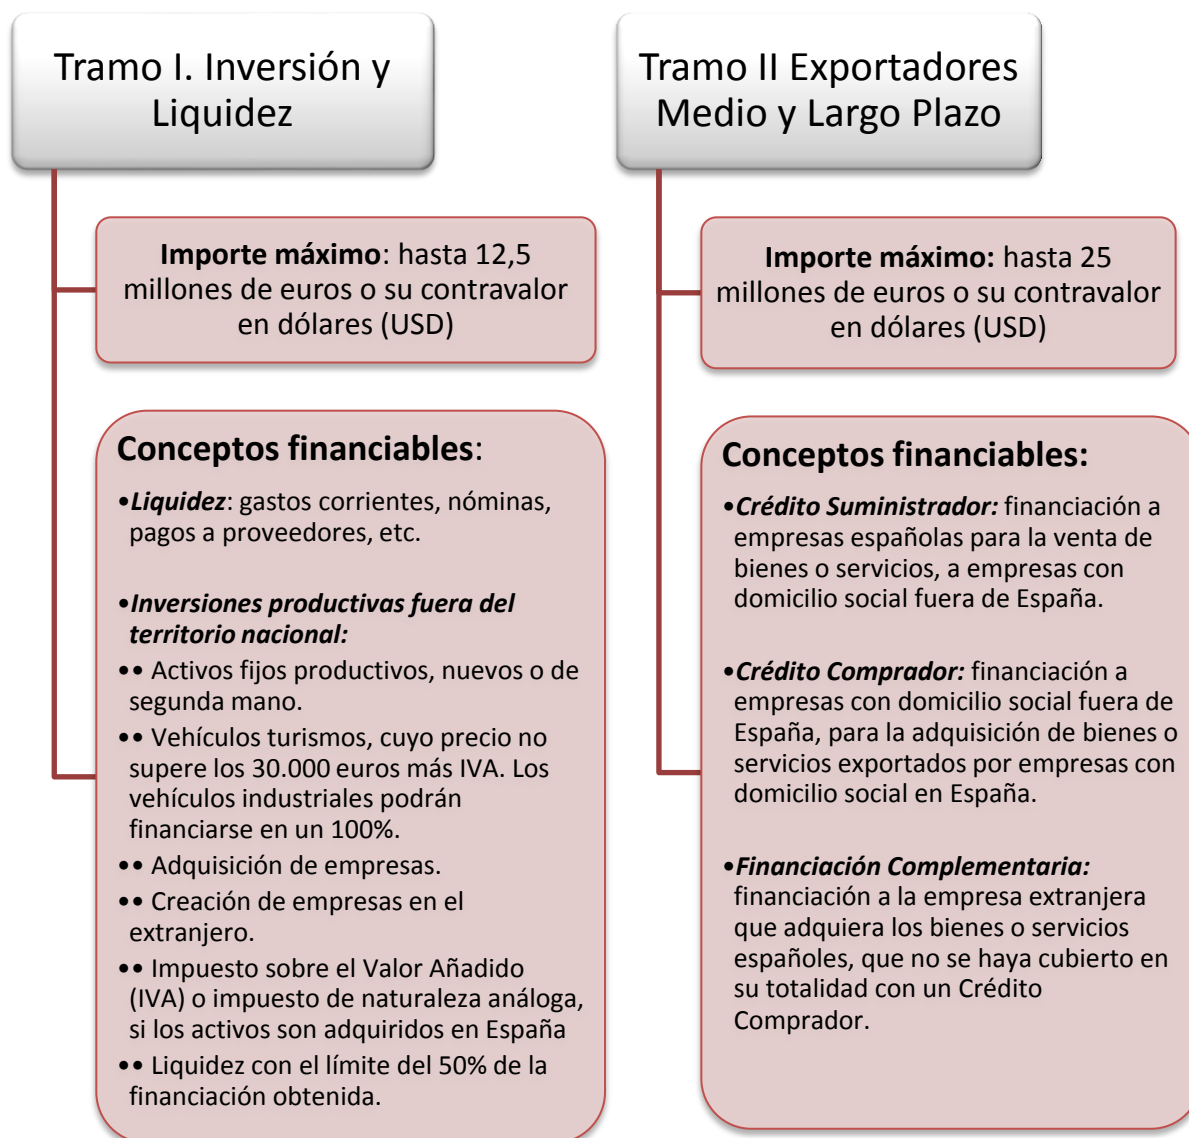 Tramo I. Inversión y
Liquidez
Importe máximo: hasta 12,5
millones de euros o su contravalor
en dólares (USD)
Conceptos financiables:
•Liquidez: gastos corrientes, nóminas,
pagos a proveedores, etc.
•Inversiones productivas fuera del
territorio nacional:
•• Activos fijos productivos, nuevos o de
segunda mano.
•• Vehículos turismos, cuyo precio no
supere los 30.000 euros más IVA. Los
vehículos industriales podrán
financiarse en un 100%.
•• Adquisición de empresas.
•• Creación de empresas en el
extranjero.
•• Impuesto sobre el Valor Añadido
(IVA) o impuesto de naturaleza análoga,
si los activos son adquiridos en España
•• Liquidez con el límite del 50% de la
financiación obtenida.
Tramo II Exportadores
Medio y Largo Plazo
Importe máximo: hasta 25
millones de euros o su contravalor
en dólares (USD)
Conceptos financiables:
•Crédito Suministrador: financiación a
empresas españolas para la venta de
bienes o servicios, a empresas con
domicilio social fuera de España.
•Crédito Comprador: financiación a
empresas con domicilio social fuera de
España, para la adquisición de bienes o
servicios exportados por empresas con
domicilio social en España.
•Financiación Complementaria:
financiación a la empresa extranjera
que adquiera los bienes o servicios
españoles, que no se haya cubierto en
su totalidad con un Crédito
Comprador.